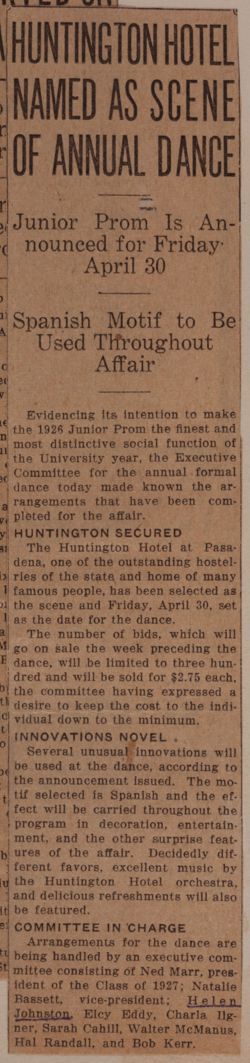 HUNTINGTON HOTEL
NAMED AS SCENE
OF ANNUAL DANCE
Junior Prom Is An-
nounced for Friday
April 30
Spanish Motif to Be
Used Throughout
Affair
Evidencing its intention to make
the 1926 Junior Prom the finest and
most distinctive social function of
the University year, the Executive
Committee for the annual formal
dance today made known the ar-
rangements that have been com-
pleted for the affair.
HUNTINGTON SECURED
The Huntington Hotel at Pasa-
dena, one of the outstanding hostel-
ries of the state and home of many
famous people, has been selected as
the scene and Friday, April 30, set
as the date for the dance.
The number of bids, which will
go on sale the week preceding the
dance, will be limited to three hun-
dred and will be sold for $2.75 each,
the committee having expressed a
desire to keep the cost to the indi-
vidual down to the minimum.
INNOVATIONS NOVEL
Several unusual innovations will
be used at the dance, according to
the announcement issued. The mo-
tif selected is Spanish and the ef-
fect will be carried throughout the
program in decoration, entertain-
ment, and the other surprise feat-
ures of the affair. Decidedly dif-
ferent favors, excellent music by
the Huntington Hotel orchestra,
and delicious refreshments will also
be featured.
COMMITTEE IN CHARGE
Arrangements for the dance are
being handled by an executive com-
mittee consisting of Ned Marr, pres-
ident of the Class of 1927; Natalie
Bassett, vice-president; Helen
Johnston, Elcy Eddy, Charla Ilg-
ner, Sarah Cahill, Walter McManus,
Hal Randall, and Bob Kerr.